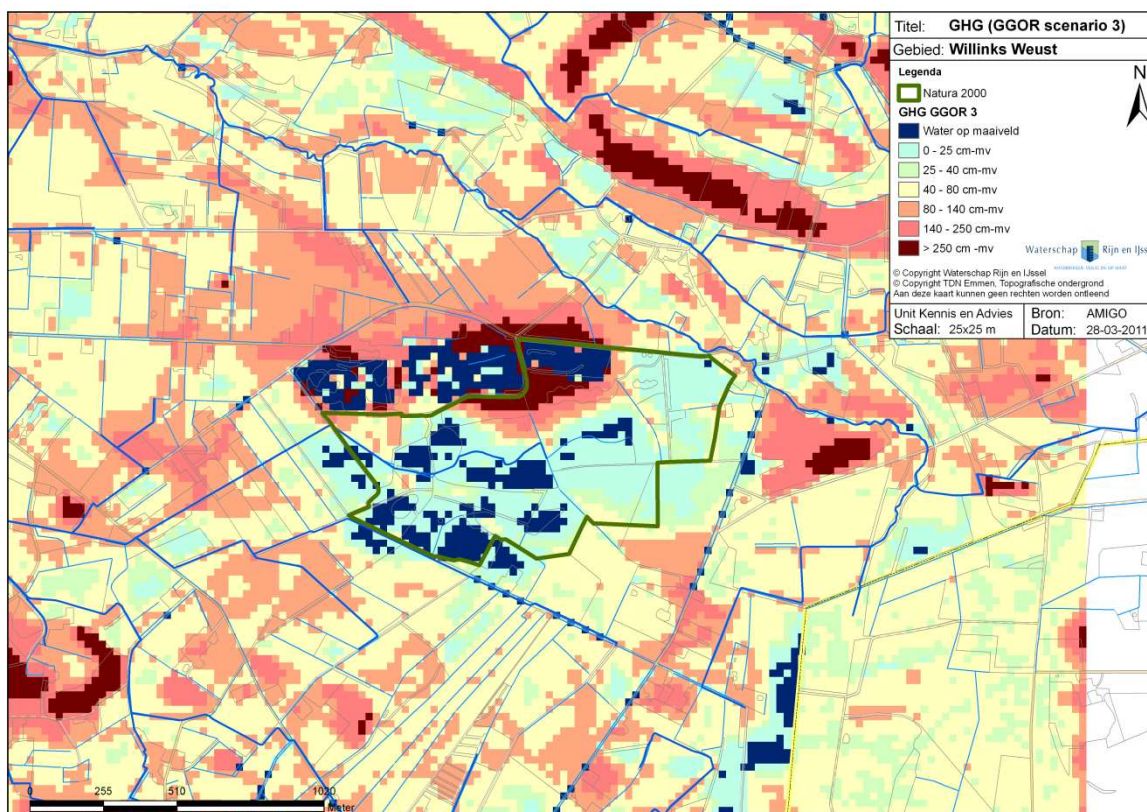 Titel: GHG (GGOR scenario 3)
Gebied: Willinks Weust
Legenda
N
Natura 2000
GHG GGOR 3
Water op maaiveld
0 - 25 cm-mv
25 - 40 cm-mv
40 - 80 cm-mv
80 - 140 cm-mv
140 - 250 cm-mv
> 250 cm -mv
Waterschap Rijn en IJssel
© Copyright Waterschap Rijn en IJssel
© Copyright TDN Emmen, Topografische ondergrond
Aan deze kaart kunnen geen rechten worden ontleend
Unit Kennis en Advies Bron: AMIGO
Schaal: 25x25 m Datum: 28-03-2011
0 255 510 1020
Meter